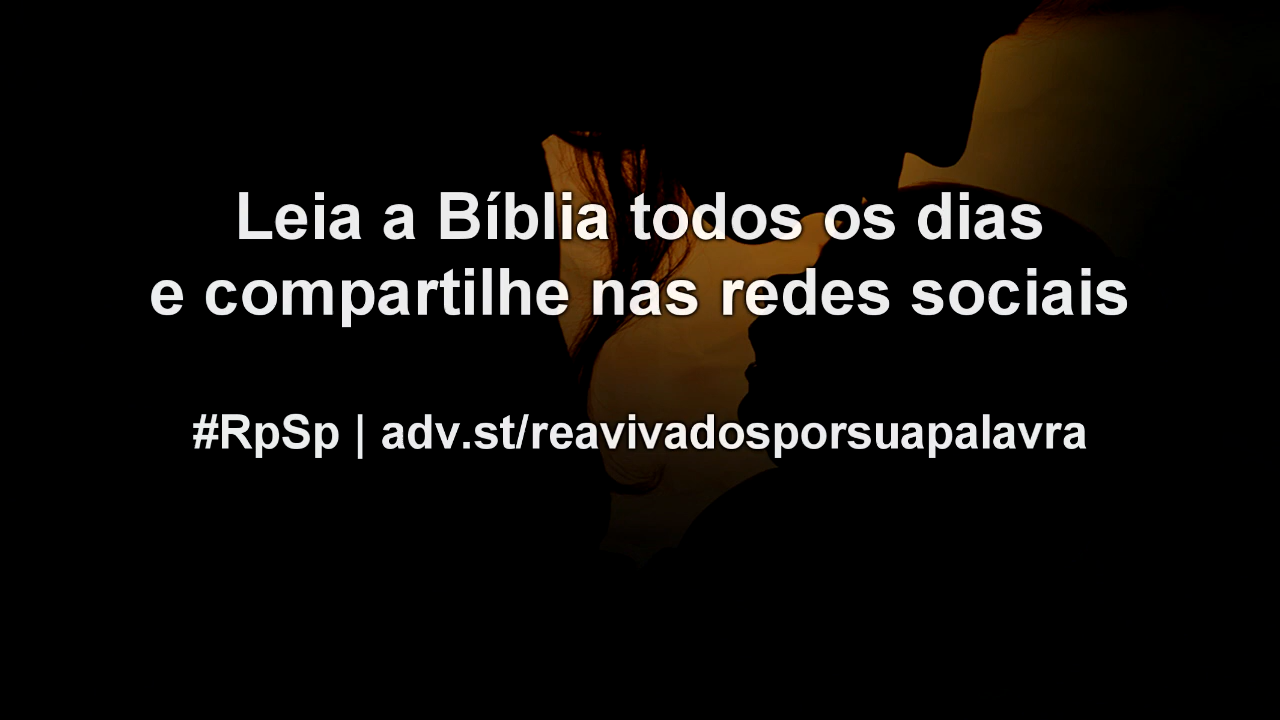 Leia a Bíblia todos os dias
e compartilhe nas redes sociais
#RpSp | adv.st/reavivadosporsuapalavra